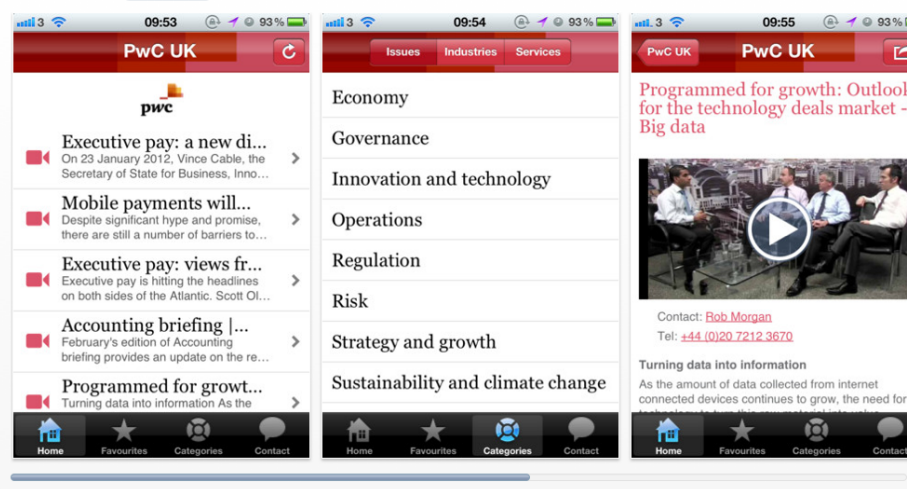 3 09:53 93%
PwC UK
pwc
Executive pay: a new di...
On 23 January 2012, Vince Cable, the
Secretary of State for Business, Inno...
Mobile payments will...
Despite significant hype and promise,
there are still a number of barriers to...
Executive pay: views fr...
Executive pay is hitting the headlines
on both sides of the Atlantic. Scott Ol...
Accounting briefing |...
February's edition of Accounting
briefing provides an update on the re...
Programmed for growt...
Turning data into information As the
Home Favourites Categories Contact
3 09:54 93%
Issues Industries Services
Economy
Governance
Innovation and technology
Operations
Regulation
Risk
Strategy and growth
Sustainability and climate change
Home Favourites Categories Contact
3 09:55 93%
PwC UK PwC UK
Programmed for growth: Outlook
for the technology deals market -
Big data
Contact: Rob Morgan
Tel: +44 (0)20 7212 3670
Turning data into information
As the amount of data collected from internet
connected devices continues to grow, the need for
Home Favourites Categories Contact